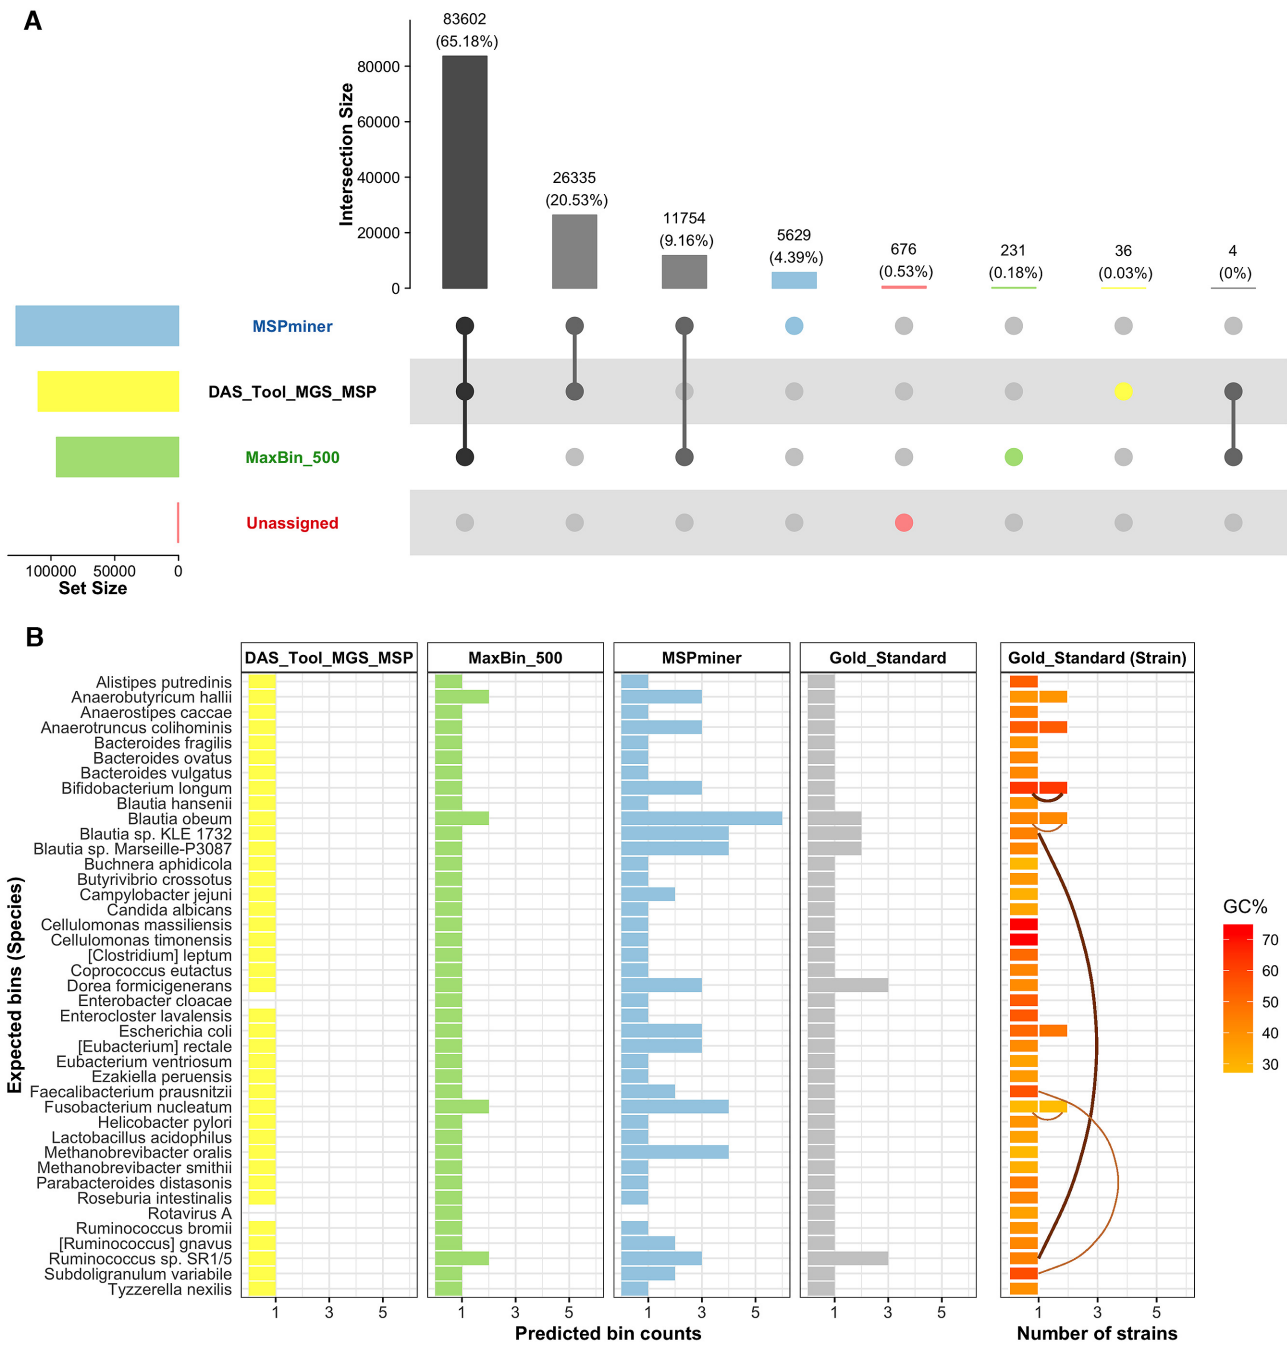 A
83602
(65.18%)
26335
(20.53%)
11754
(9.16%)
5629
(4.39%)
676
(0.53%)
231
(0.18%)
36
(0.03%)
4
(0%)
Intersection Size
80000
60000
40000
20000
0
MSPminer
DAS_Tool_MGS_MSP
MaxBin_500
Unassigned
100000 50000 0
Set Size
B
DAS_Tool_MGS_MSP MaxBin_500 MSPminer Gold_Standard Gold_Standard (Strain)
Expected bins (Species)
Alistipes putredinis
Anaerobutyricum hallii
Anaerostipes caccae
Anaerotruncus colihominis
Bacteroides fragilis
Bacteroides ovatus
Bacteroides vulgatus
Bifidobacterium longum
Blautia hansenii
Blautia obeum
Blautia sp. KLE 1732
Blautia sp. Marseille-P3087
Buchnera aphidicola
Butyrivibrio crossotus
Campylobacter jejuni
Candida albicans
Cellulomonas massiliensis
Cellulomonas timonensis
[Clostridium] leptum
Coprococcus eutactus
Dorea formicigenerans
Enterobacter cloacae
Enterocloster lavalensis
Escherichia coli
[Eubacterium] rectale
Eubacterium ventriosum
Ezakiella peruensis
Faecalibacterium prausnitzii
Fusobacterium nucleatum
Helicobacter pylori
Lactobacillus acidophilus
Methanobrevibacter oralis
Methanobrevibacter smithii
Parabacteroides distasonis
Roseburia intestinalis
Rotavirus A
Ruminococcus bromii
[Ruminococcus] gnavus
Ruminococcus sp. SR1/5
Subdoligranulum variabile
Tyzzerella nexilis
GC%
70
60
50
40
30
1 3 5 1 3 5 1 3 5 1 3 5 1 3 5
Predicted bin counts Number of strains